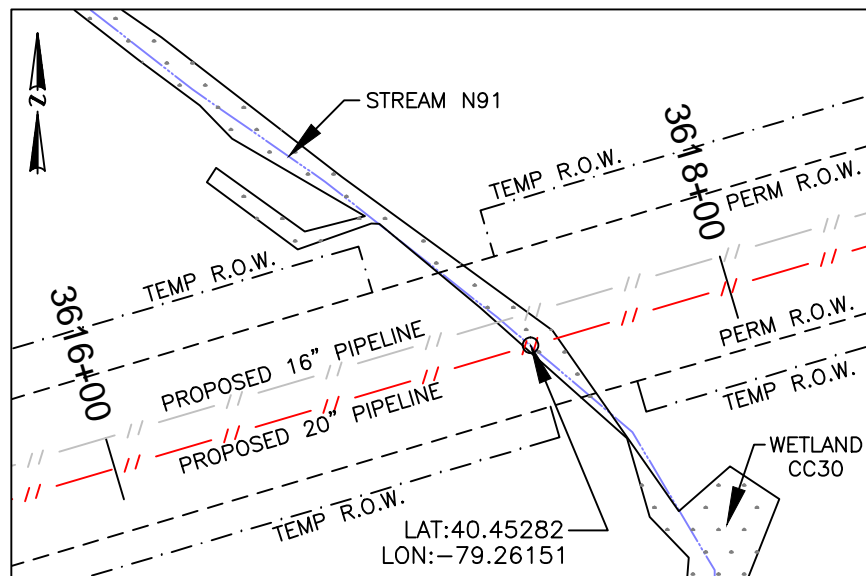 STREAM N91
3618+00
TEMP R.O.W.
PERM R.O.W.
N
TEMP R.O.W.
3616+00
PROPOSED 16" PIPELINE
PERM R.O.W.
PROPOSED 20" PIPELINE
TEMP R.O.W.
WETLAND
CC30
TEMP R.O.W.
LAT:40.45282
LON:-79.26151